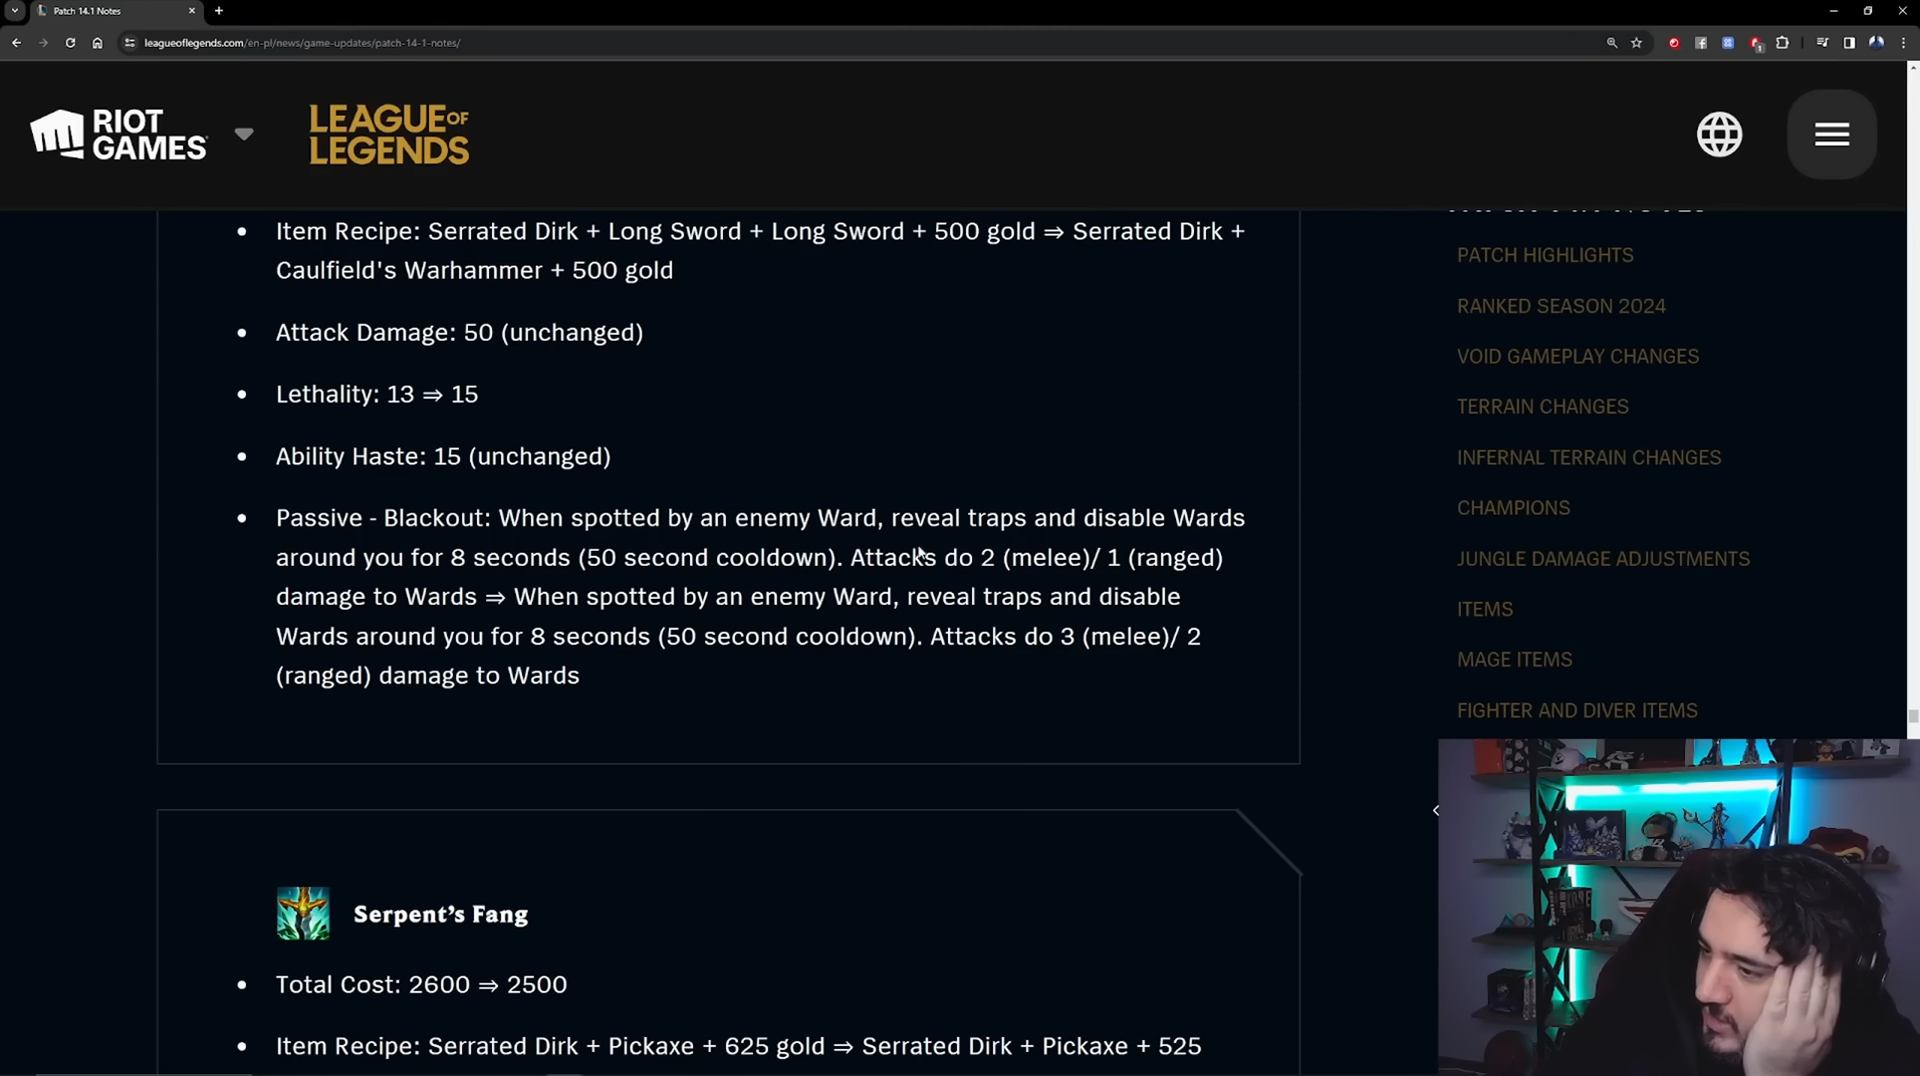 Patch 14.1 Notes
leagueoflegends.com/en-pl/news/game-updates/patch-14-1-notes/
RIOT
GAMES
LEAGUE OF
LEGENDS
• Item Recipe: Serrated Dirk + Long Sword + Long Sword + 500 gold ⇒ Serrated Dirk +
Caulfield's Warhammer + 500 gold
• Attack Damage: 50 (unchanged)
• Lethality: 13 ⇒ 15
• Ability Haste: 15 (unchanged)
• Passive - Blackout: When spotted by an enemy Ward, reveal traps and disable Wards
around you for 8 seconds (50 second cooldown). Attacks do 2 (melee)/ 1 (ranged)
damage to Wards ⇒ When spotted by an enemy Ward, reveal traps and disable
Wards around you for 8 seconds (50 second cooldown). Attacks do 3 (melee)/ 2
(ranged) damage to Wards
Serpent’s Fang
• Total Cost: 2600 ⇒ 2500
• Item Recipe: Serrated Dirk + Pickaxe + 625 gold ⇒ Serrated Dirk + Pickaxe + 525
PATCH HIGHLIGHTS
RANKED SEASON 2024
VOID GAMEPLAY CHANGES
TERRAIN CHANGES
INFERNAL TERRAIN CHANGES
CHAMPIONS
JUNGLE DAMAGE ADJUSTMENTS
ITEMS
MAGE ITEMS
FIGHTER AND DIVER ITEMS